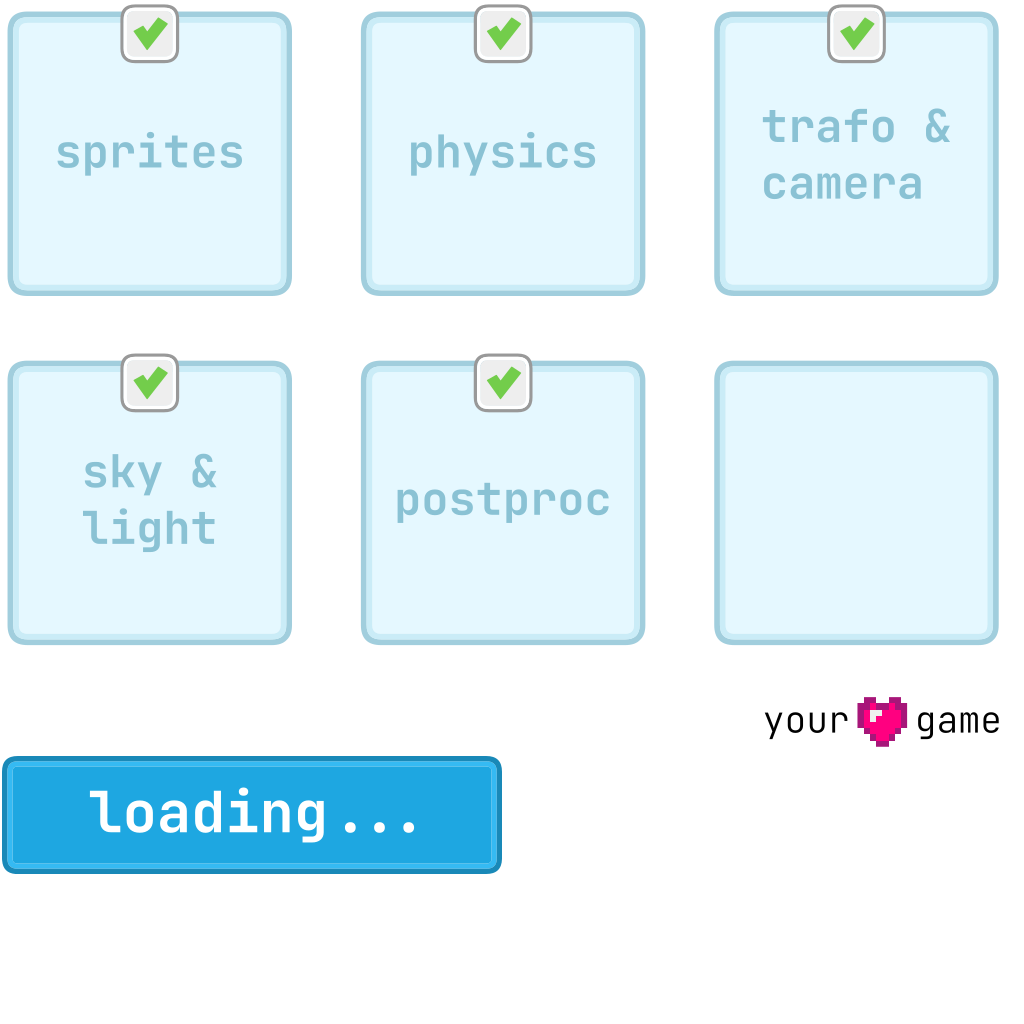 sprites
physics
trafo &
camera
sky &
light
postproc
your game
loading...